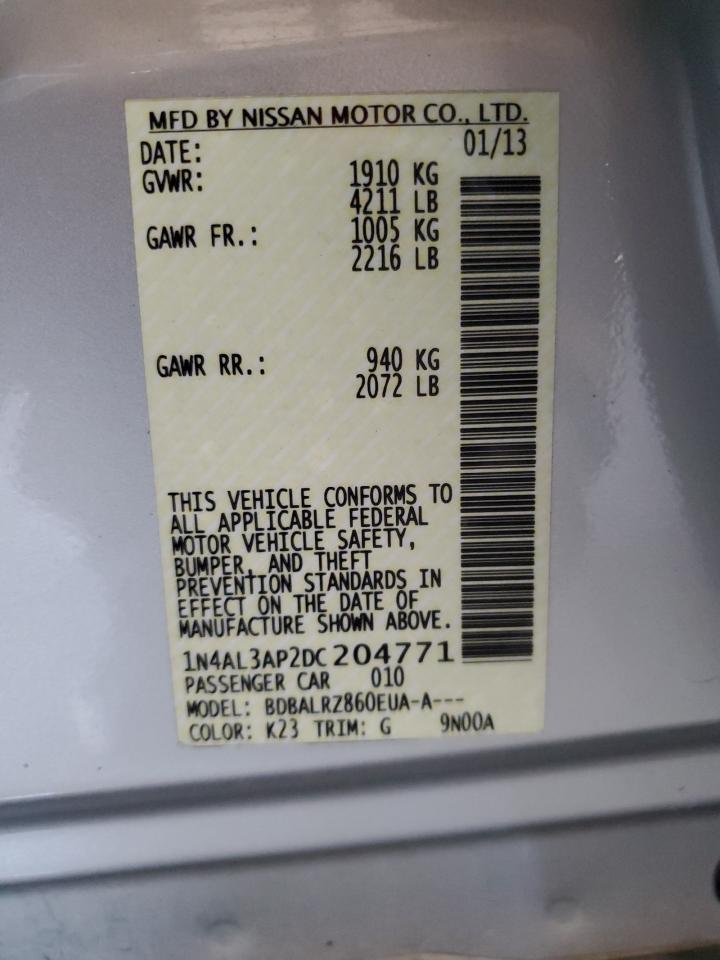 MFD BY NISSAN MOTOR CO., LTD.
DATE: 01/13
GVWR: 1910 KG
4211 LB
GAWR FR.: 1005 KG
2216 LB
GAWR RR.: 940 KG
2072 LB
THIS VEHICLE CONFORMS TO
ALL APPLICABLE FEDERAL
MOTOR VEHICLE SAFETY,
BUMPER, AND THEFT
PREVENTION STANDARDS IN
EFFECT ON THE DATE OF
MANUFACTURE SHOWN ABOVE.
1N4AL3AP2DC204771
PASSENGER CAR 010
MODEL: BDBALRZ860EUA-A---
COLOR: K23 TRIM: G 9N00A